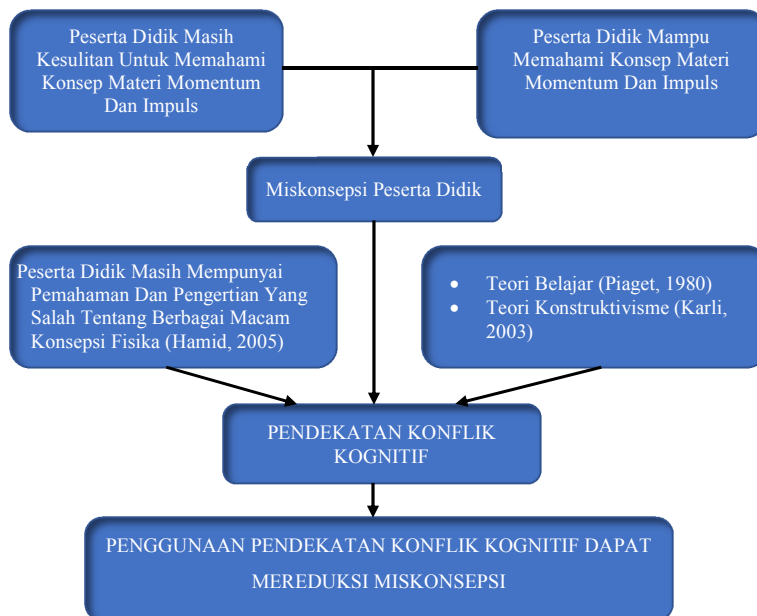 Peserta Didik Masih
Kesulitan Untuk Memahami
Konsep Materi Momentum
Dan Impuls
Peserta Didik Mampu
Memahami Konsep Materi
Momentum Dan Impuls
Miskonsepsi Peserta Didik
Peserta Didik Masih Mempunyai
Pemahaman Dan Pengertian Yang
Salah Tentang Berbagai Macam
Konsepsi Fisika (Hamid, 2005)
• Teori Belajar (Piaget, 1980)
• Teori Konstruktivisme (Karli,
2003)
PENDEKATAN KONFLIK
KOGNITIF
PENGGUNAAN PENDEKATAN KONFLIK KOGNITIF DAPAT
MEREDUKSI MISKONSEPSI